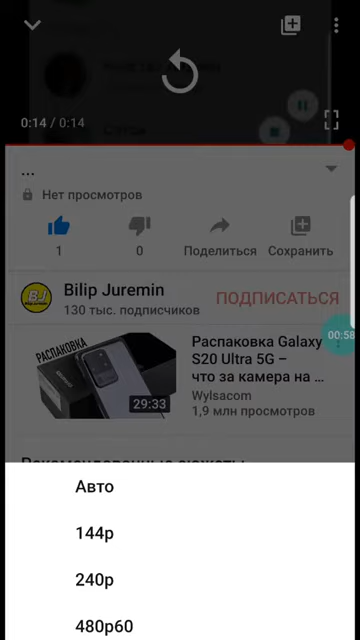 0:14 / 0:14
...
Нет просмотров
1
0
Поделиться
Сохранить
BJ
Bilip Juremin
130 тыс. подписчиков
ПОДПИСАТЬСЯ
00:58
РАСПАКОВКА
29:33
Распаковка Galaxy
S20 Ultra 5G –
что за камера на ...
Wylsacom
1,9 млн просмотров
Авто
144p
240p
480p60